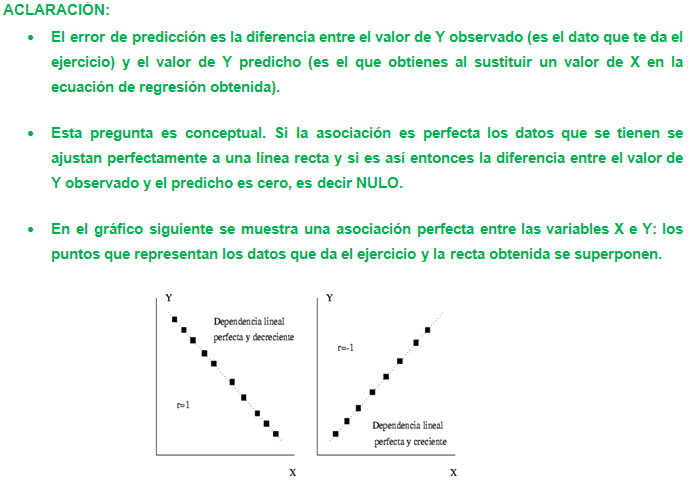 ACLARACIÓN:
• El error de predicción es la diferencia entre el valor de Y observado (es el dato que te da el
ejercicio) y el valor de Y predicho (es el que obtienes al sustituir un valor de X en la
ecuación de regresión obtenida).
• Esta pregunta es conceptual. Si la asociación es perfecta los datos que se tienen se
ajustan perfectamente a una línea recta y si es así entonces la diferencia entre el valor de
Y observado y el predicho es cero, es decir NULO.
• En el gráfico siguiente se muestra una asociación perfecta entre las variables X e Y: los
puntos que representan los datos que da el ejercicio y la recta obtenida se superponen.
Y
Dependencia lineal
perfecta y decreciente
r=1
X
Y
r=-1
Dependencia lineal
perfecta y creciente
X